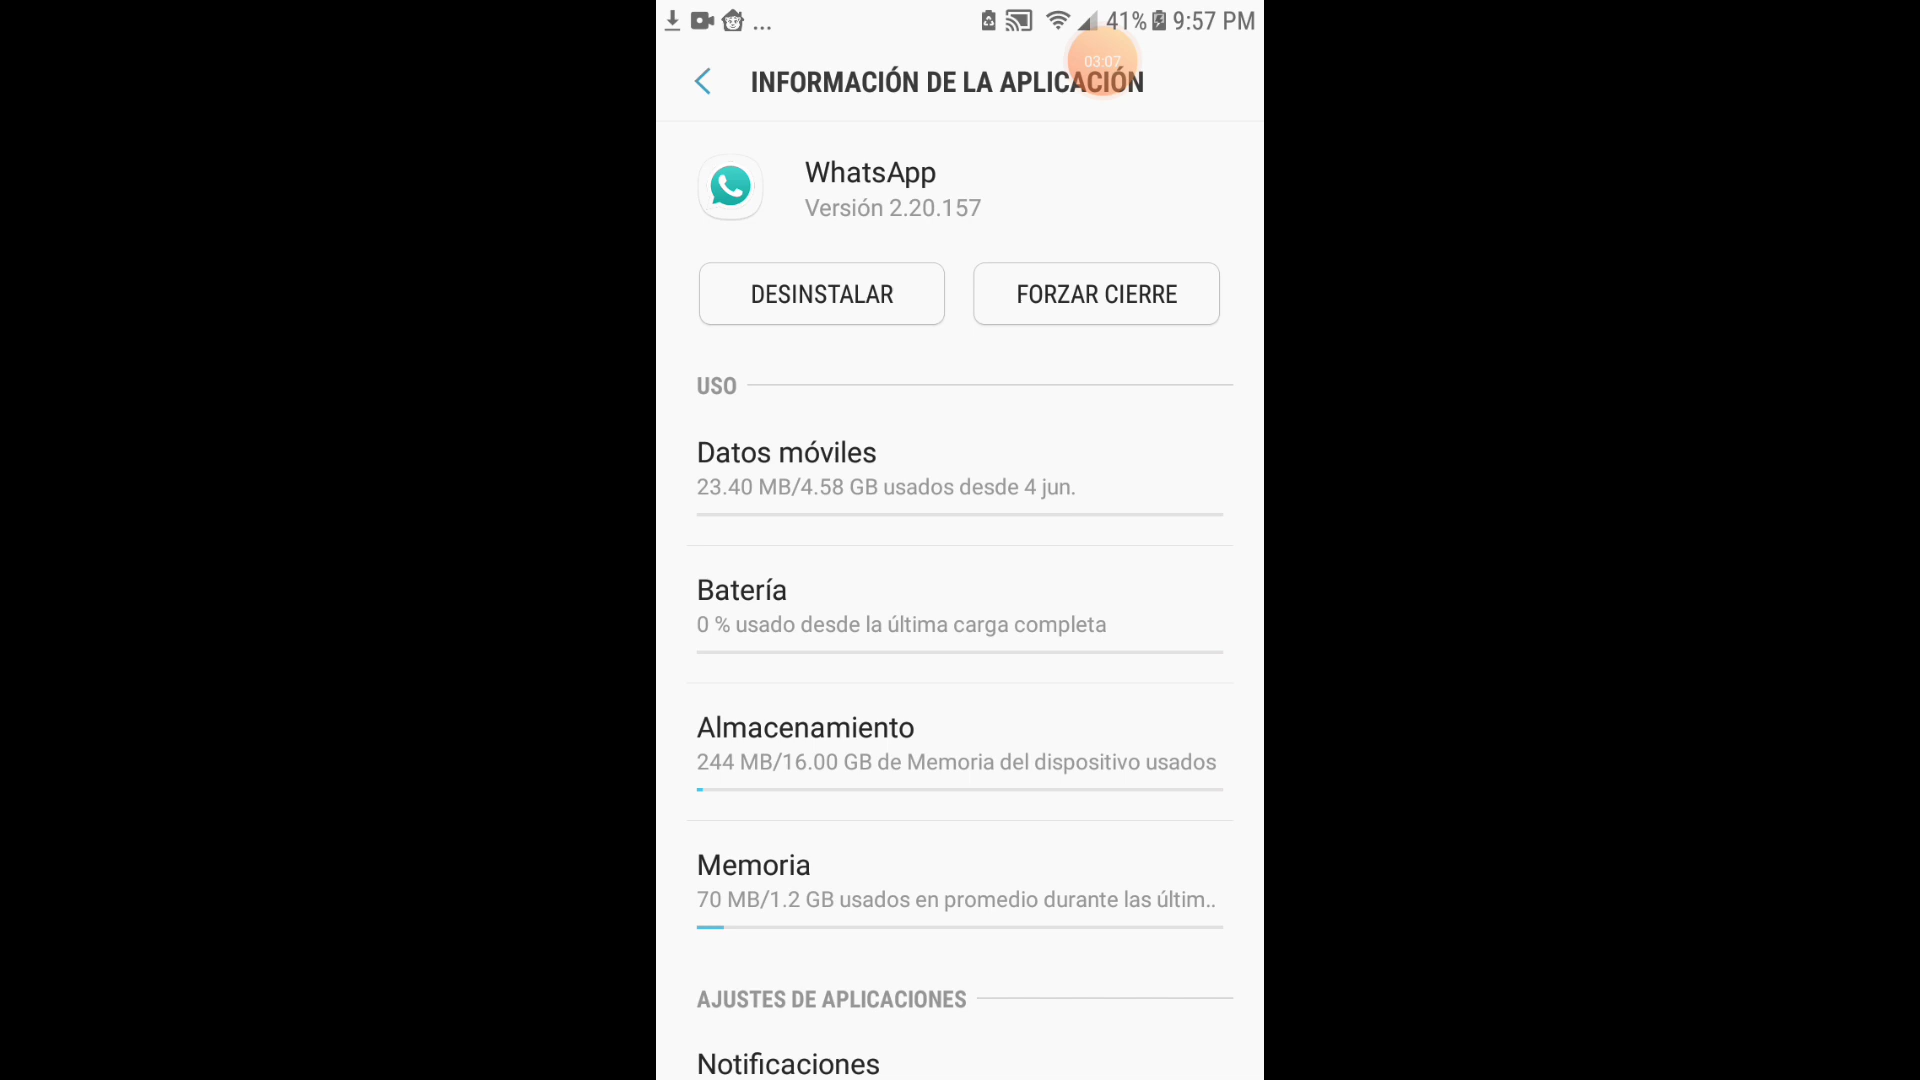 ... 41% 9:57 PM
03:07
INFORMACIÓN DE LA APLICACIÓN
WhatsApp
Versión 2.20.157
DESINSTALAR FORZAR CIERRE
USO
Datos móviles
23.40 MB/4.58 GB usados desde 4 jun.
Batería
0 % usado desde la última carga completa
Almacenamiento
244 MB/16.00 GB de Memoria del dispositivo usados
Memoria
70 MB/1.2 GB usados en promedio durante las últim..
AJUSTES DE APLICACIONES
Notificaciones